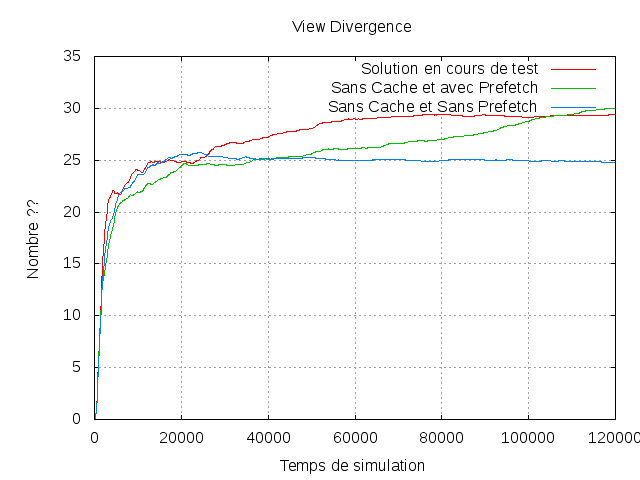 View Divergence
35
30
25
20
15
10
5
0
Nombre ??
Solution en cours de test
Sans Cache et avec Prefetch
Sans Cache et Sans Prefetch
0 20000 40000 60000 80000 100000 120000
Temps de simulation